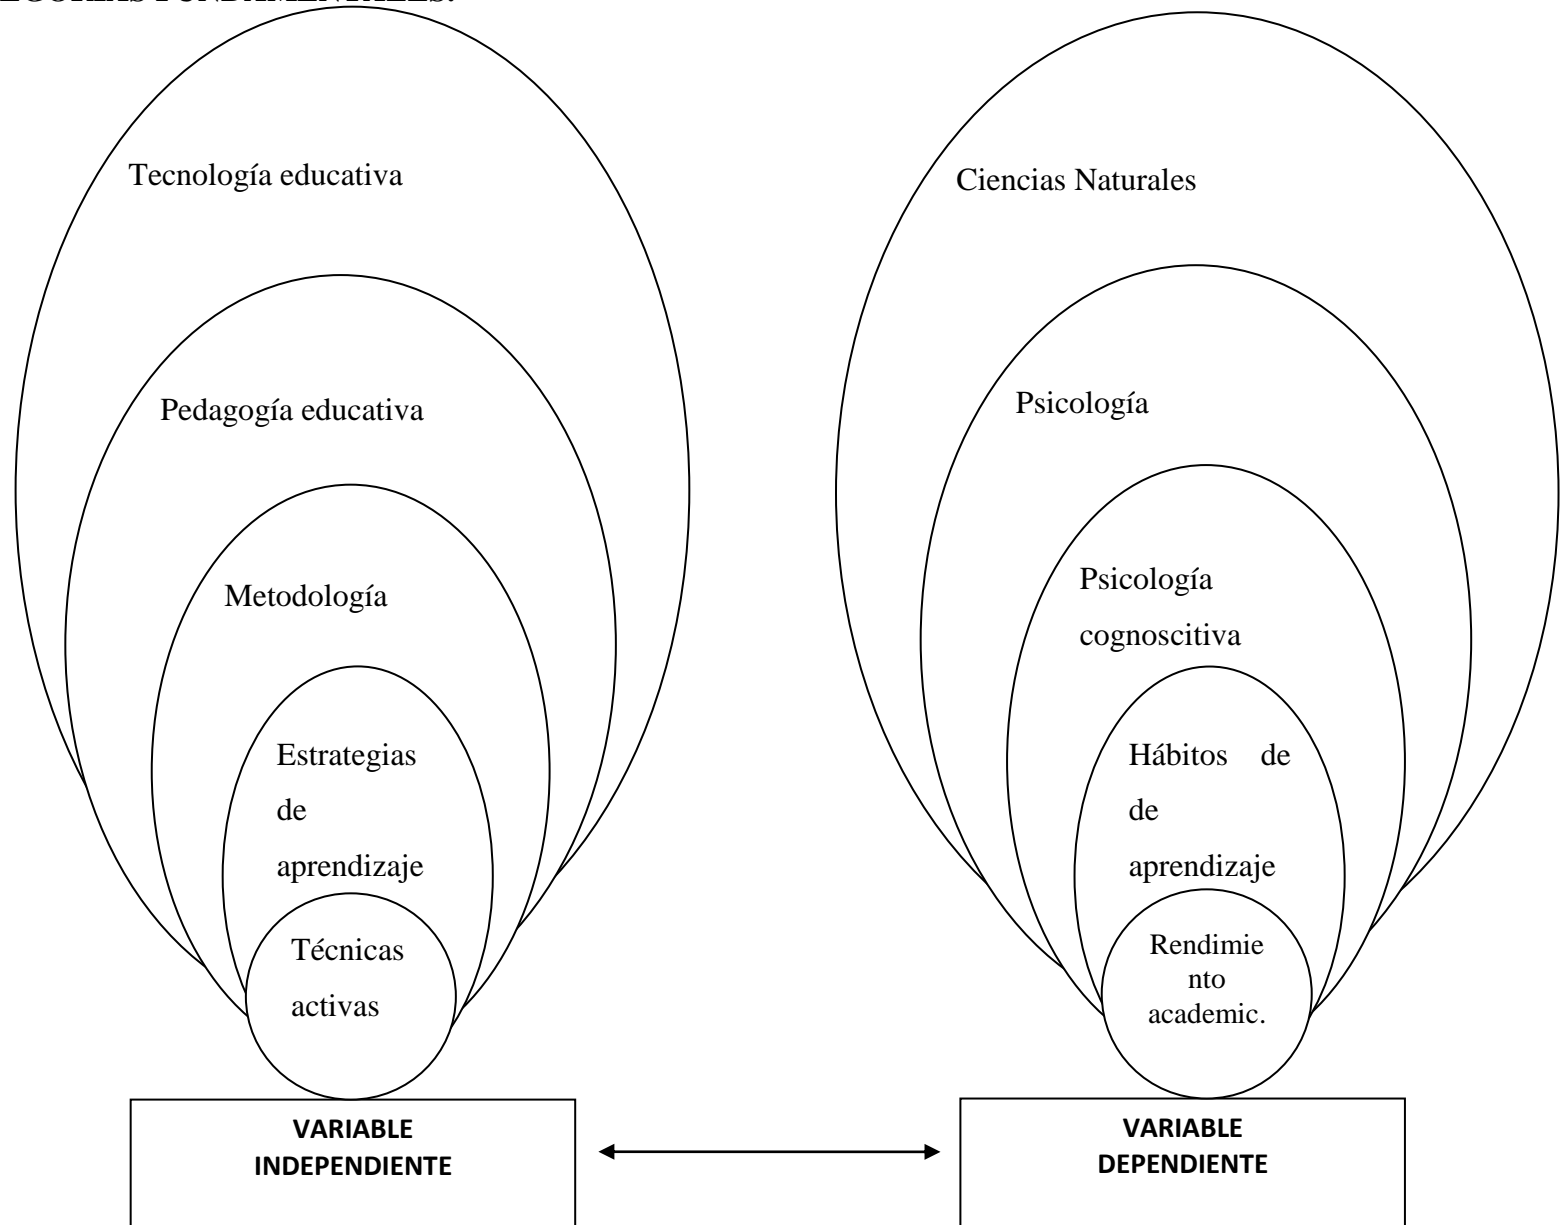 Tecnología educativa
Pedagogía educativa
Metodología
Estrategias
de
aprendizaje
Técnicas
activas
VARIABLE
INDEPENDIENTE
Ciencias Naturales
Psicología
Psicología
cognoscitiva
Hábitos de
de
aprendizaje
Rendimie
nto
academic.
VARIABLE
DEPENDIENTE